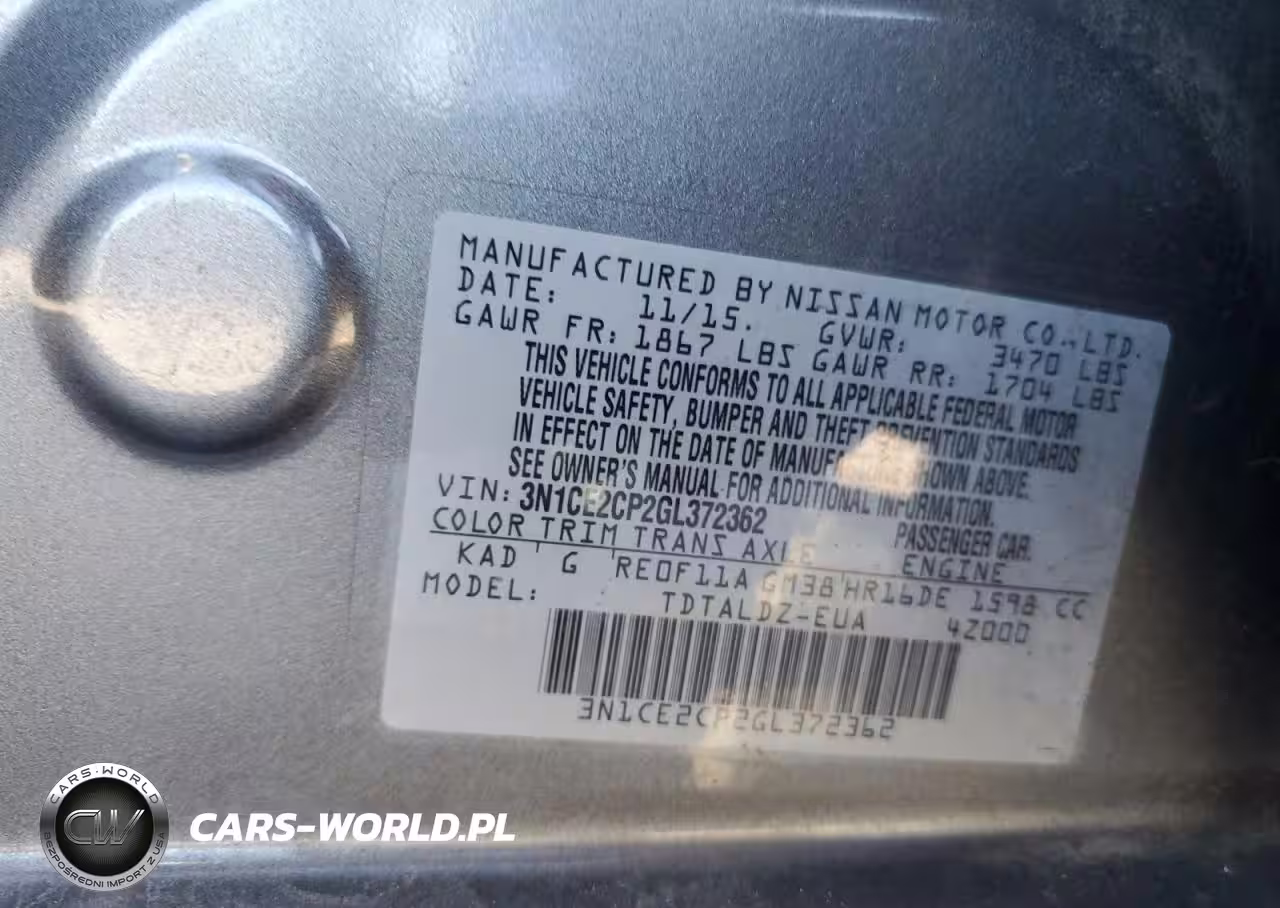 MANUFACTURED BY NISSAN MOTOR CO., LTD.
DATE: 11/15. GVWR: 3470 LBS
GAWR FR: 1867 LBS GAWR RR: 1704 LBS
THIS VEHICLE CONFORMS TO ALL APPLICABLE FEDERAL MOTOR
VEHICLE SAFETY, BUMPER AND THEFT PREVENTION STANDARDS
IN EFFECT ON THE DATE OF MANUFACTURE SHOWN ABOVE.
SEE OWNER'S MANUAL FOR ADDITIONAL INFORMATION.
VIN: 3N1CE2CP2GL372362 PASSENGER CAR.
COLOR TRIM TRANS AXLE ENGINE
KAD G RE0F11A GM38 HR16DE 1598 CC
MODEL: TDTALDZ-EUA 4Z000
3N1CE2CP2GL372362
CARS-WORLD
CW
BEZPOŚREDNI IMPORT Z USA
CARS-WORLD.PL